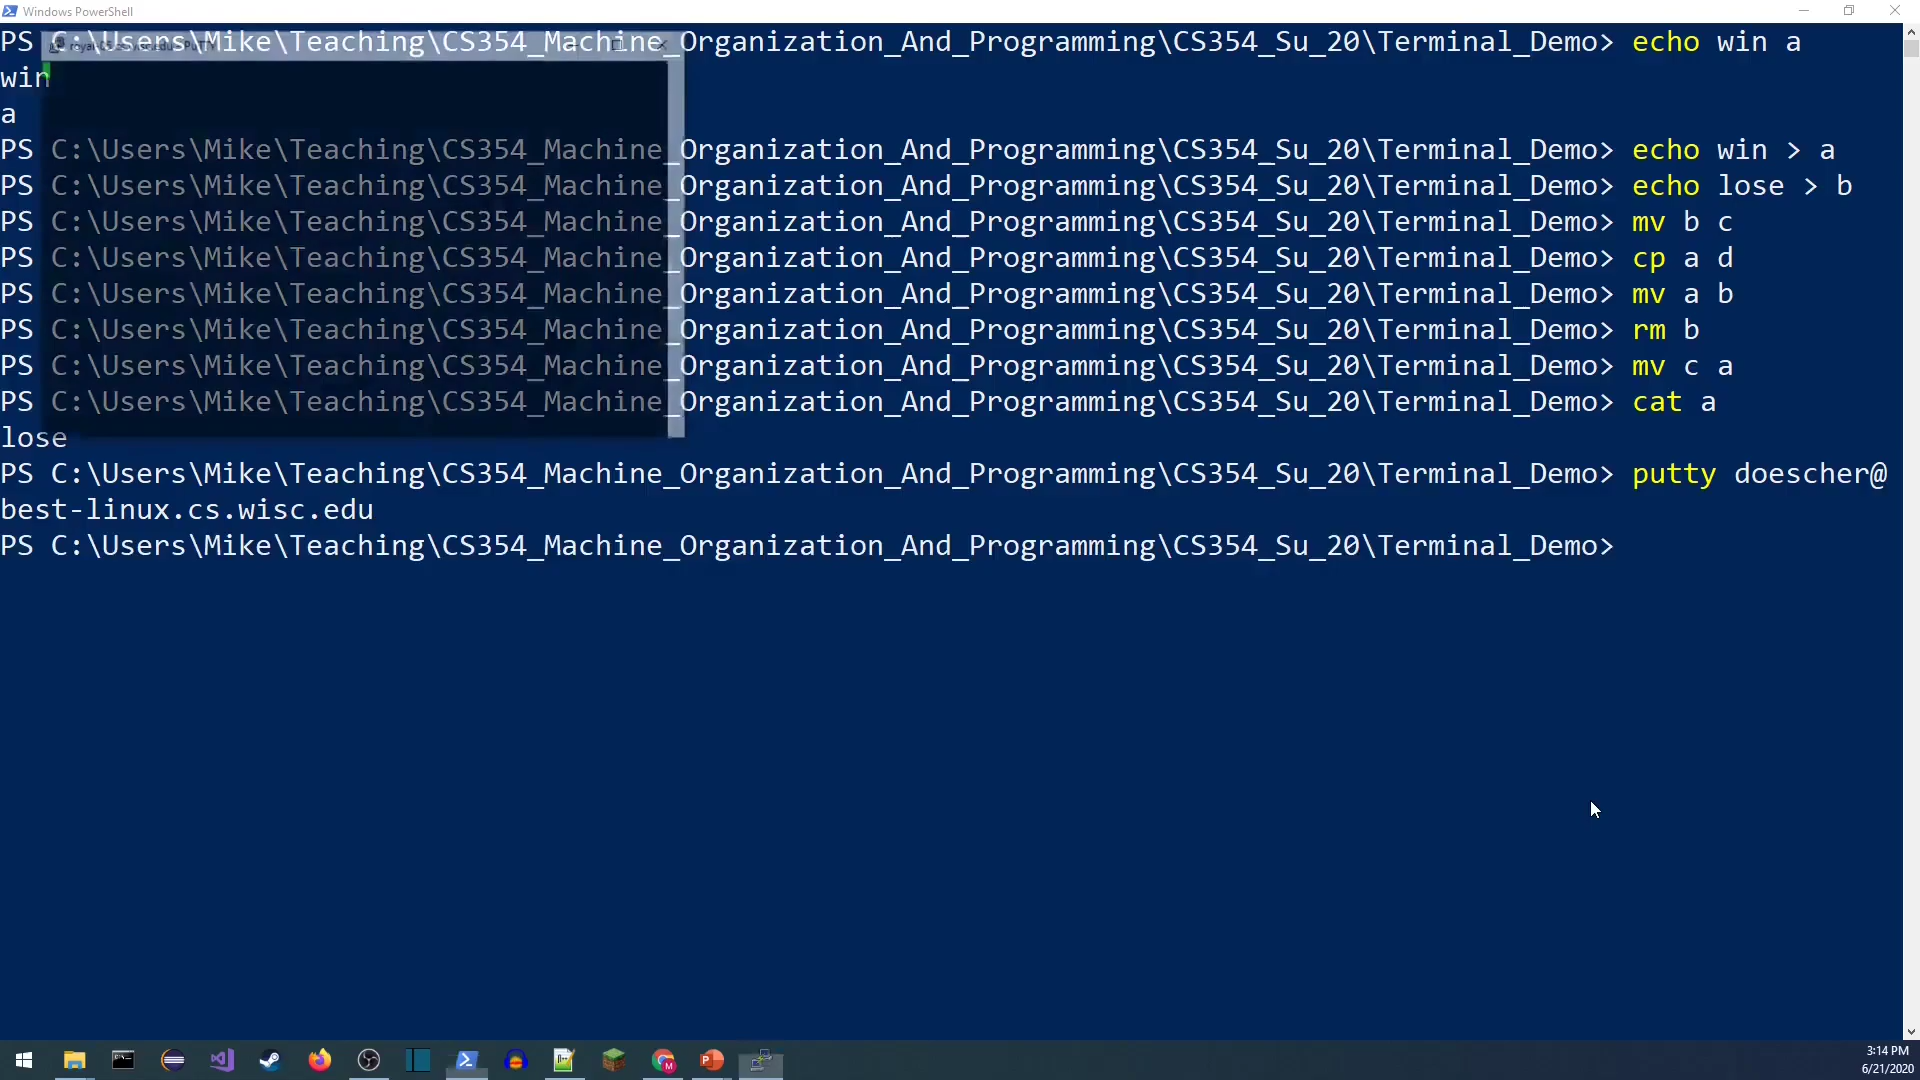 Windows PowerShell
PS C:\Users\Mike\Teaching\CS354_Machine_Organization_And_Programming\CS354_Su_20\Terminal_Demo> echo win a
win
a
PS C:\Users\Mike\Teaching\CS354_Machine_Organization_And_Programming\CS354_Su_20\Terminal_Demo> echo win > a
PS C:\Users\Mike\Teaching\CS354_Machine_Organization_And_Programming\CS354_Su_20\Terminal_Demo> echo lose > b
PS C:\Users\Mike\Teaching\CS354_Machine_Organization_And_Programming\CS354_Su_20\Terminal_Demo> mv b c
PS C:\Users\Mike\Teaching\CS354_Machine_Organization_And_Programming\CS354_Su_20\Terminal_Demo> cp a d
PS C:\Users\Mike\Teaching\CS354_Machine_Organization_And_Programming\CS354_Su_20\Terminal_Demo> mv a b
PS C:\Users\Mike\Teaching\CS354_Machine_Organization_And_Programming\CS354_Su_20\Terminal_Demo> rm b
PS C:\Users\Mike\Teaching\CS354_Machine_Organization_And_Programming\CS354_Su_20\Terminal_Demo> mv c a
PS C:\Users\Mike\Teaching\CS354_Machine_Organization_And_Programming\CS354_Su_20\Terminal_Demo> cat a
lose
PS C:\Users\Mike\Teaching\CS354_Machine_Organization_And_Programming\CS354_Su_20\Terminal_Demo> putty doescher@
best-linux.cs.wisc.edu
PS C:\Users\Mike\Teaching\CS354_Machine_Organization_And_Programming\CS354_Su_20\Terminal_Demo>
3:14 PM
6/21/2020